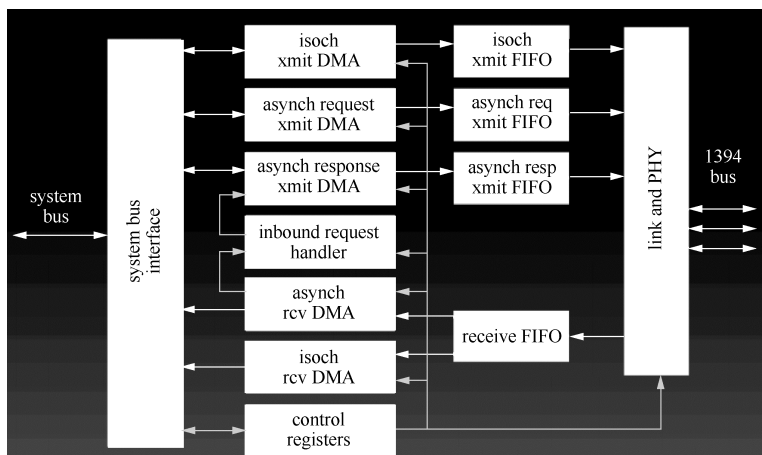 isoch
xmit DMA
isoch
xmit FIFO
asynch request
xmit DMA
asynch req
xmit FIFO
asynch response
xmit DMA
asynch resp
xmit FIFO
1394
bus
system
bus
system bus
interface
link and PHY
inbound request
handler
asynch
rcv DMA
receive FIFO
isoch
rcv DMA
control
registers